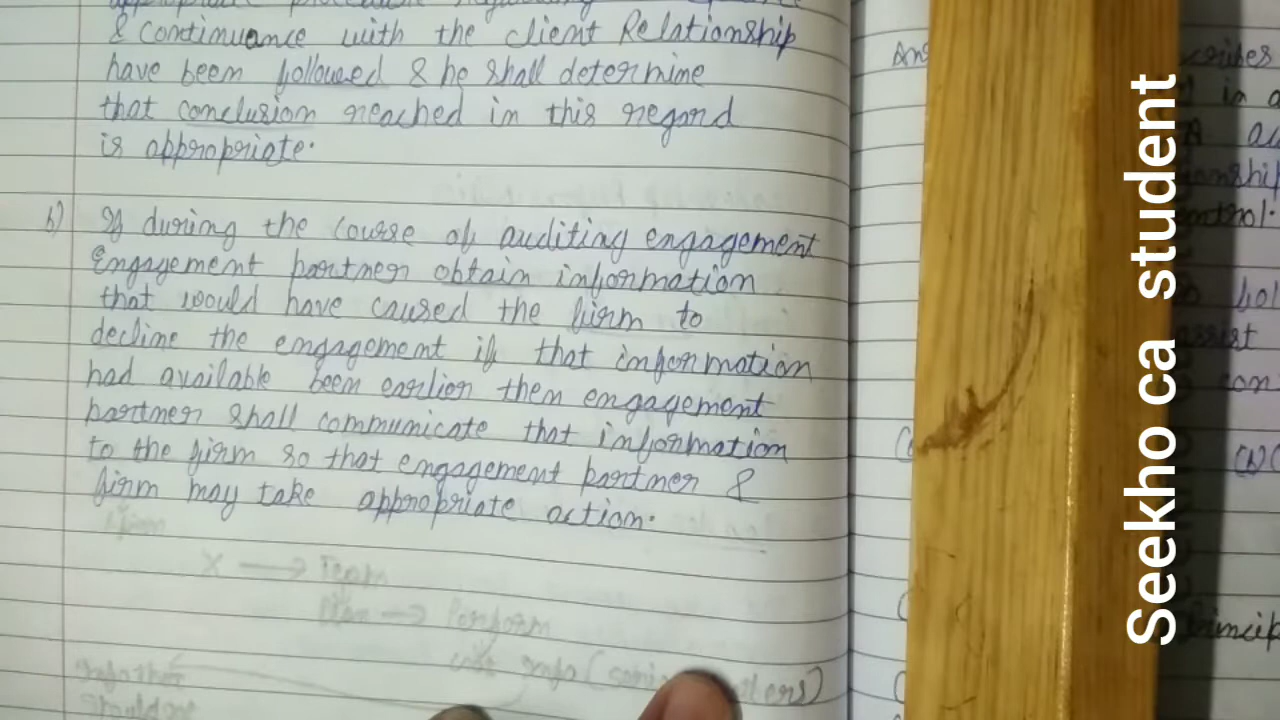 & continuance with the client Relationship
have been followed & he shall determine
that conclusion reached in this regard
is appropriate.
b) If during the course of auditing engagement
Engagement partner obtain information
that would have caused the firm to
decline the engagement if that information
had available been earlier then engagement
partner shall communicate that information
to the firm so that engagement partner &
firm may take appropriate action.
Ans
Seekho ca student